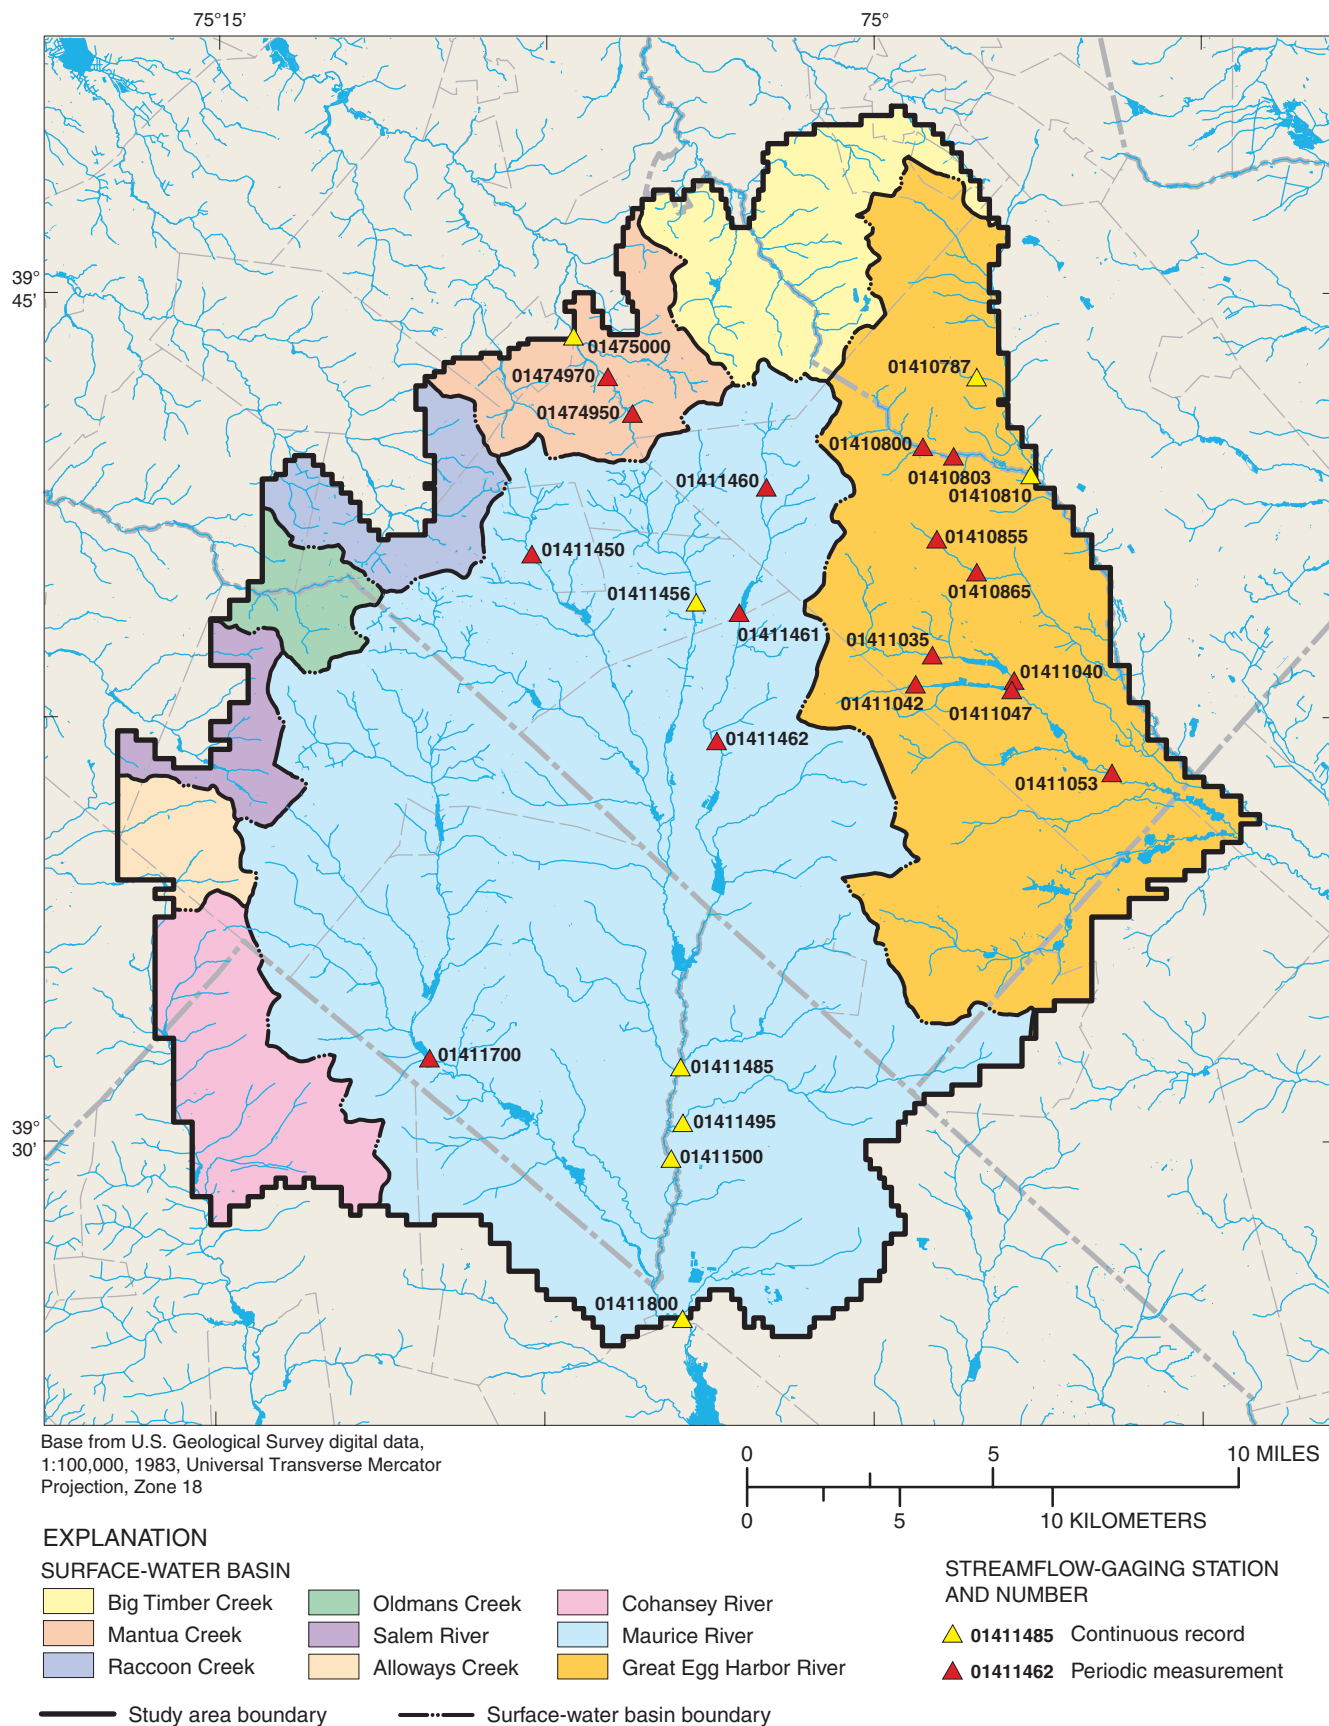 75°15'
75°
39°
45'
01475000
01474970
01474950
01410787
01410800
01410803
01410810
01411460
01411450
01410855
01411456
01410865
01411461
01411035
01411040
01411042
01411047
01411462
01411053
01411700
01411485
01411495
01411500
39°
30'
01411800
Base from U.S. Geological Survey digital data,
1:100,000, 1983, Universal Transverse Mercator
Projection, Zone 18
0 5 10 MILES
0 5 10 KILOMETERS
EXPLANATION
SURFACE-WATER BASIN
Big Timber Creek
Mantua Creek
Raccoon Creek
Oldmans Creek
Salem River
Alloways Creek
Cohansey River
Maurice River
Great Egg Harbor River
STREAMFLOW-GAGING STATION
AND NUMBER
01411485 Continuous record
01411462 Periodic measurement
Study area boundary
Surface-water basin boundary